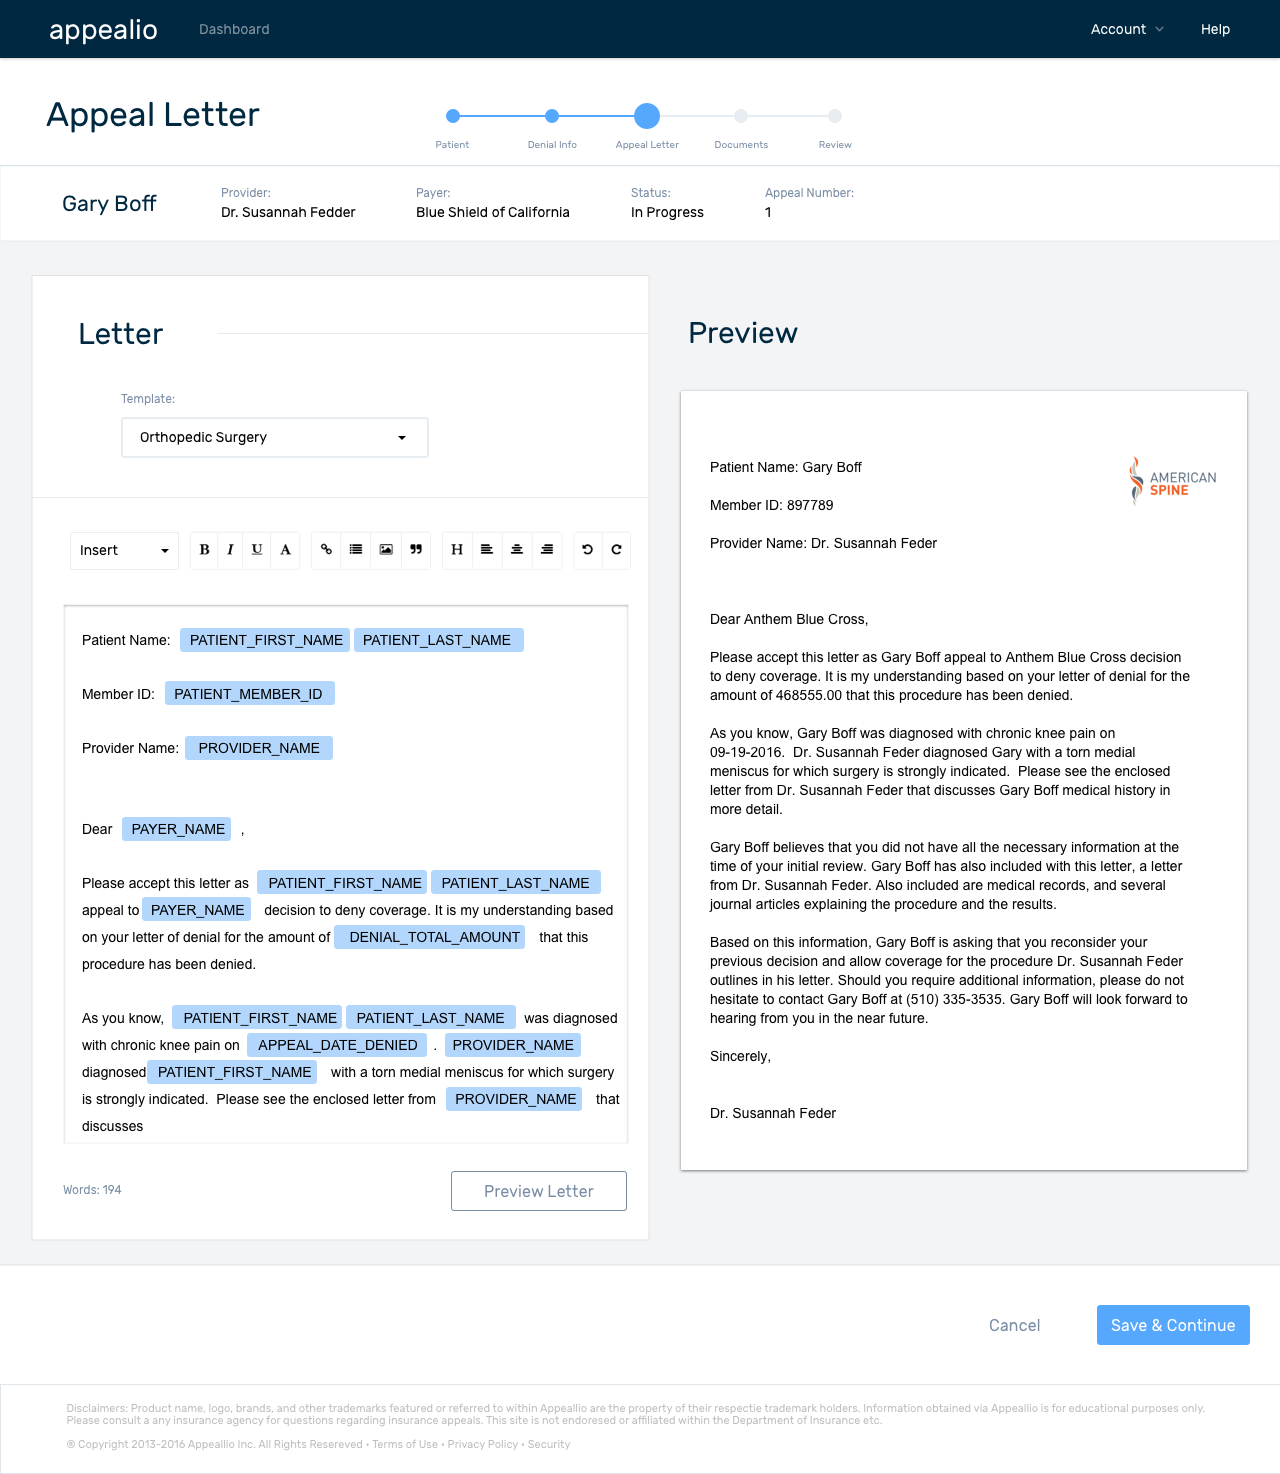 appealio
Dashboard
Account
Help
Appeal Letter
Patient
Denial Info
Appeal Letter
Documents
Review
Gary Boff
Provider:
Dr. Susannah Fedder
Payer:
Blue Shield of California
Status:
In Progress
Appeal Number:
1
Letter
Template:
Orthopedic Surgery
Insert
B I U A
H
Patient Name: PATIENT_FIRST_NAME PATIENT_LAST_NAME
Member ID: PATIENT_MEMBER_ID
Provider Name: PROVIDER_NAME
Dear PAYER_NAME ,
Please accept this letter as PATIENT_FIRST_NAME PATIENT_LAST_NAME
appeal to PAYER_NAME decision to deny coverage. It is my understanding based
on your letter of denial for the amount of DENIAL_TOTAL_AMOUNT that this
procedure has been denied.
As you know, PATIENT_FIRST_NAME PATIENT_LAST_NAME was diagnosed
with chronic knee pain on APPEAL_DATE_DENIED . PROVIDER_NAME
diagnosed PATIENT_FIRST_NAME with a torn medial meniscus for which surgery
is strongly indicated. Please see the enclosed letter from PROVIDER_NAME that
discusses
Words: 194
Preview Letter
Preview
AMERICAN
SPINE
Patient Name: Gary Boff
Member ID: 897789
Provider Name: Dr. Susannah Feder
Dear Anthem Blue Cross,
Please accept this letter as Gary Boff appeal to Anthem Blue Cross decision
to deny coverage. It is my understanding based on your letter of denial for the
amount of 468555.00 that this procedure has been denied.
As you know, Gary Boff was diagnosed with chronic knee pain on
09-19-2016. Dr. Susannah Feder diagnosed Gary with a torn medial
meniscus for which surgery is strongly indicated. Please see the enclosed
letter from Dr. Susannah Feder that discusses Gary Boff medical history in
more detail.
Gary Boff believes that you did not have all the necessary information at the
time of your initial review. Gary Boff has also included with this letter, a letter
from Dr. Susannah Feder. Also included are medical records, and several
journal articles explaining the procedure and the results.
Based on this information, Gary Boff is asking that you reconsider your
previous decision and allow coverage for the procedure Dr. Susannah Feder
outlines in his letter. Should you require additional information, please do not
hesitate to contact Gary Boff at (510) 335-3535. Gary Boff will look forward to
hearing from you in the near future.
Sincerely,
Dr. Susannah Feder
Cancel
Save & Continue
Disclaimers: Product name, logo, brands, and other trademarks featured or referred to within Appeallio are the property of their respectie trademark holders. Information obtained via Appeallio is for educational purposes only.
Please consult a any insurance agency for questions regarding insurance appeals. This site is not endoresed or affiliated within the Department of Insurance etc.
® Copyright 2013-2016 Appeallio Inc. All Rights Resereved • Terms of Use • Privacy Policy • Security